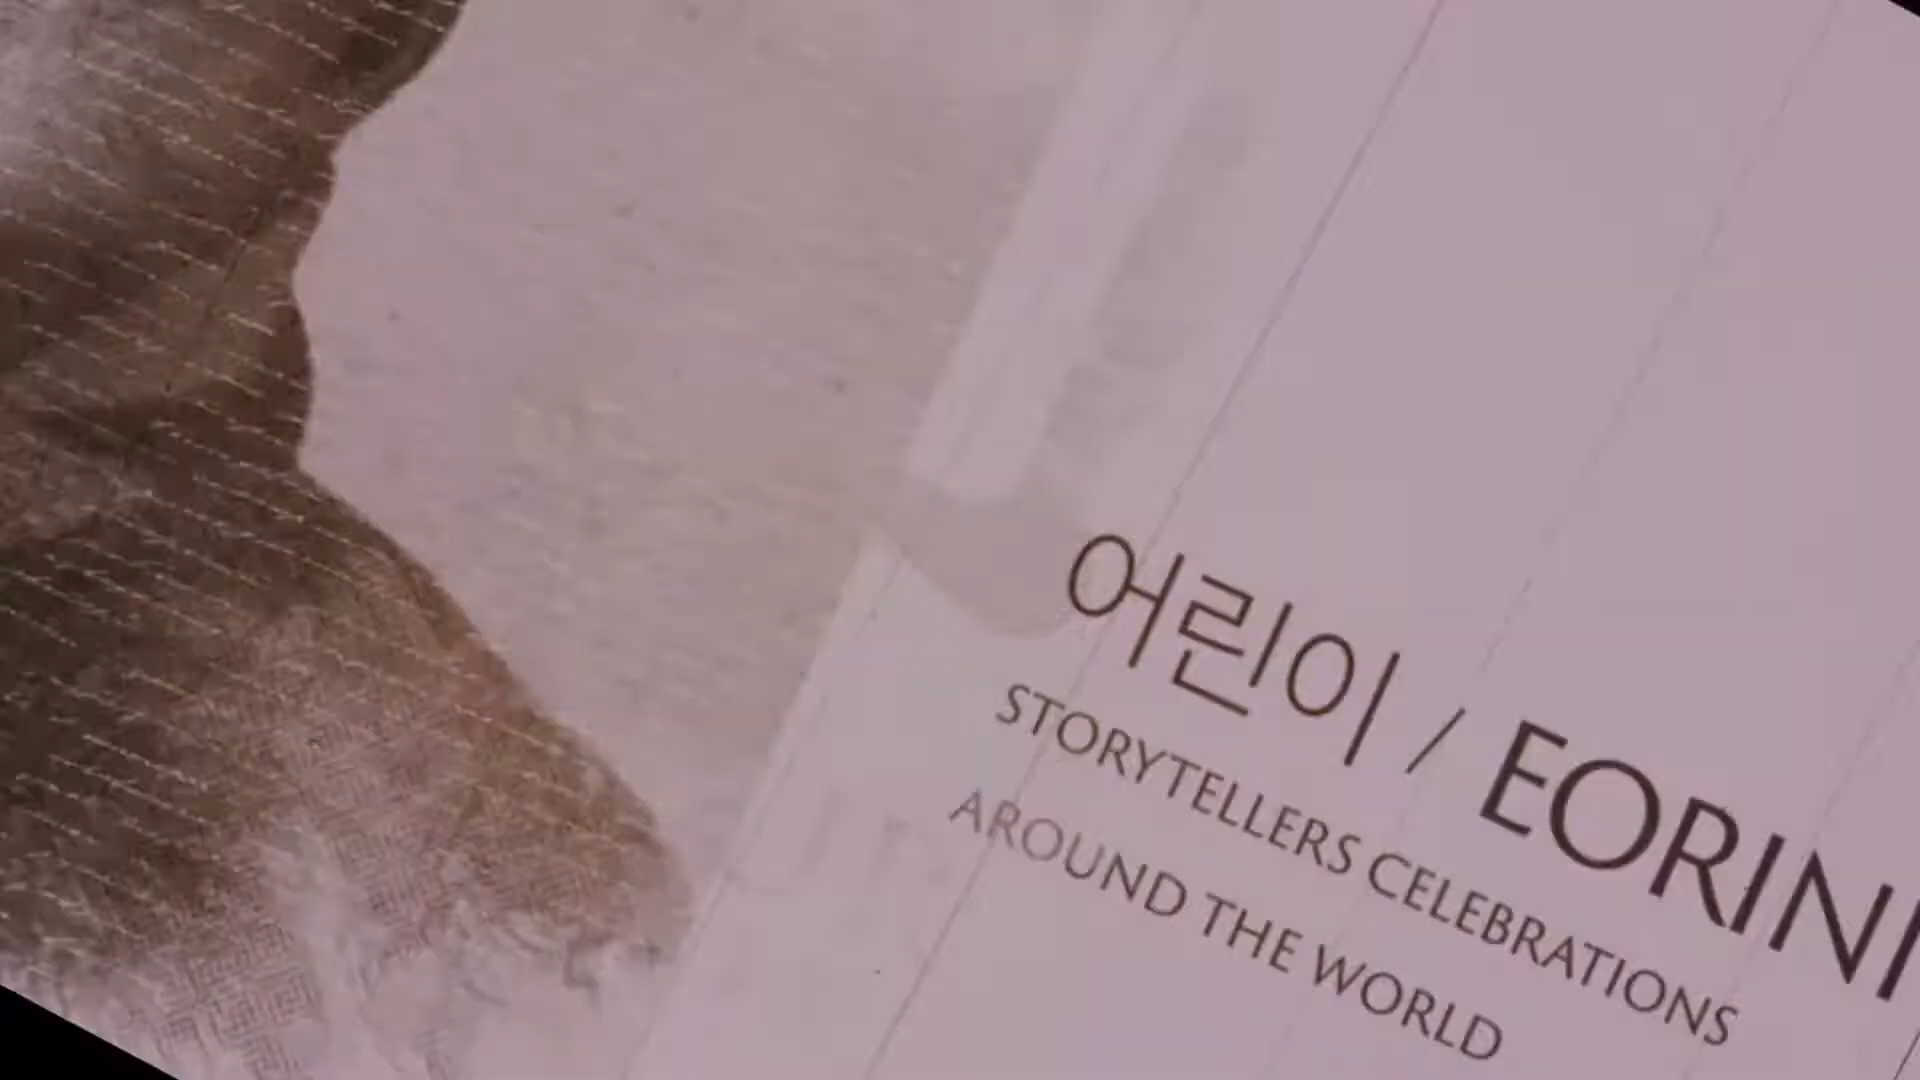 어린이 / EORINI
STORYTELLERS CELEBRATIONS
AROUND THE WORLD